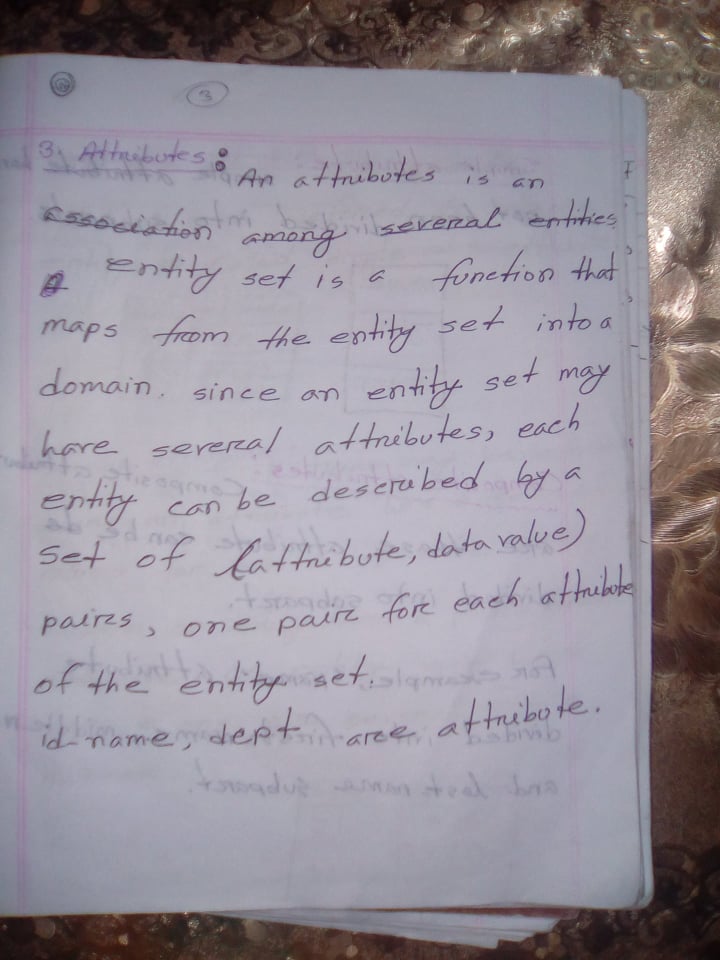 3
3. Attributes :
An attributes is an
association among several entities
entity set is a function that
maps from the entity set into a
domain. since an entity set may
have several attributes, each
entity can be described by a
set of (attribute, data value)
paires, one pair for each attribute
of the entity set.
id-name, dept are attribute.